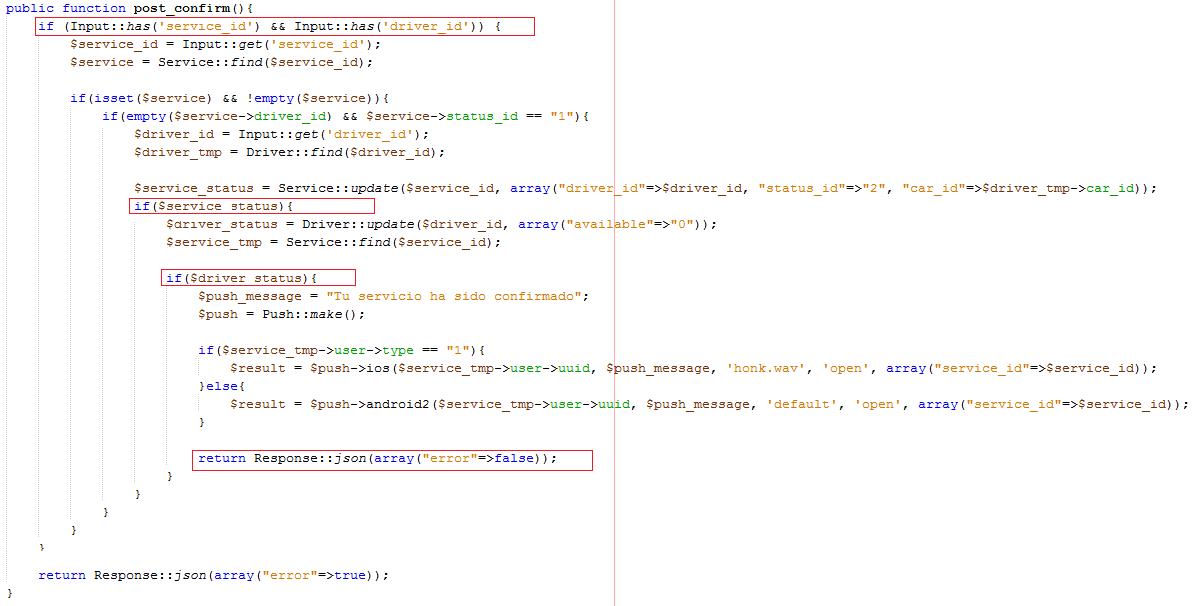 public function post_confirm(){
if (Input::has('service_id') && Input::has('driver_id')) {
$service_id = Input::get('service_id');
$service = Service::find($service_id);
if(isset($service) && !empty($service)){
if(empty($service->driver_id) && $service->status_id == "1"){
$driver_id = Input::get('driver_id');
$driver_tmp = Driver::find($driver_id);
$service_status = Service::update($service_id, array("driver_id"=>$driver_id, "status_id"=>"2", "car_id"=>$driver_tmp->car_id));
if($service_status){
$driver_status = Driver::update($driver_id, array("available"=>"0"));
$service_tmp = Service::find($service_id);
if($driver_status){
$push_message = "Tu servicio ha sido confirmado";
$push = Push::make();
if($service_tmp->user->type == "1"){
$result = $push->ios($service_tmp->user->uuid, $push_message, 'honk.wav', 'open', array("service_id"=>$service_id));
}else{
$result = $push->android2($service_tmp->user->uuid, $push_message, 'default', 'open', array("service_id"=>$service_id));
}
return Response::json(array("error"=>false));
}
}
}
}
}
return Response::json(array("error"=>true));
}